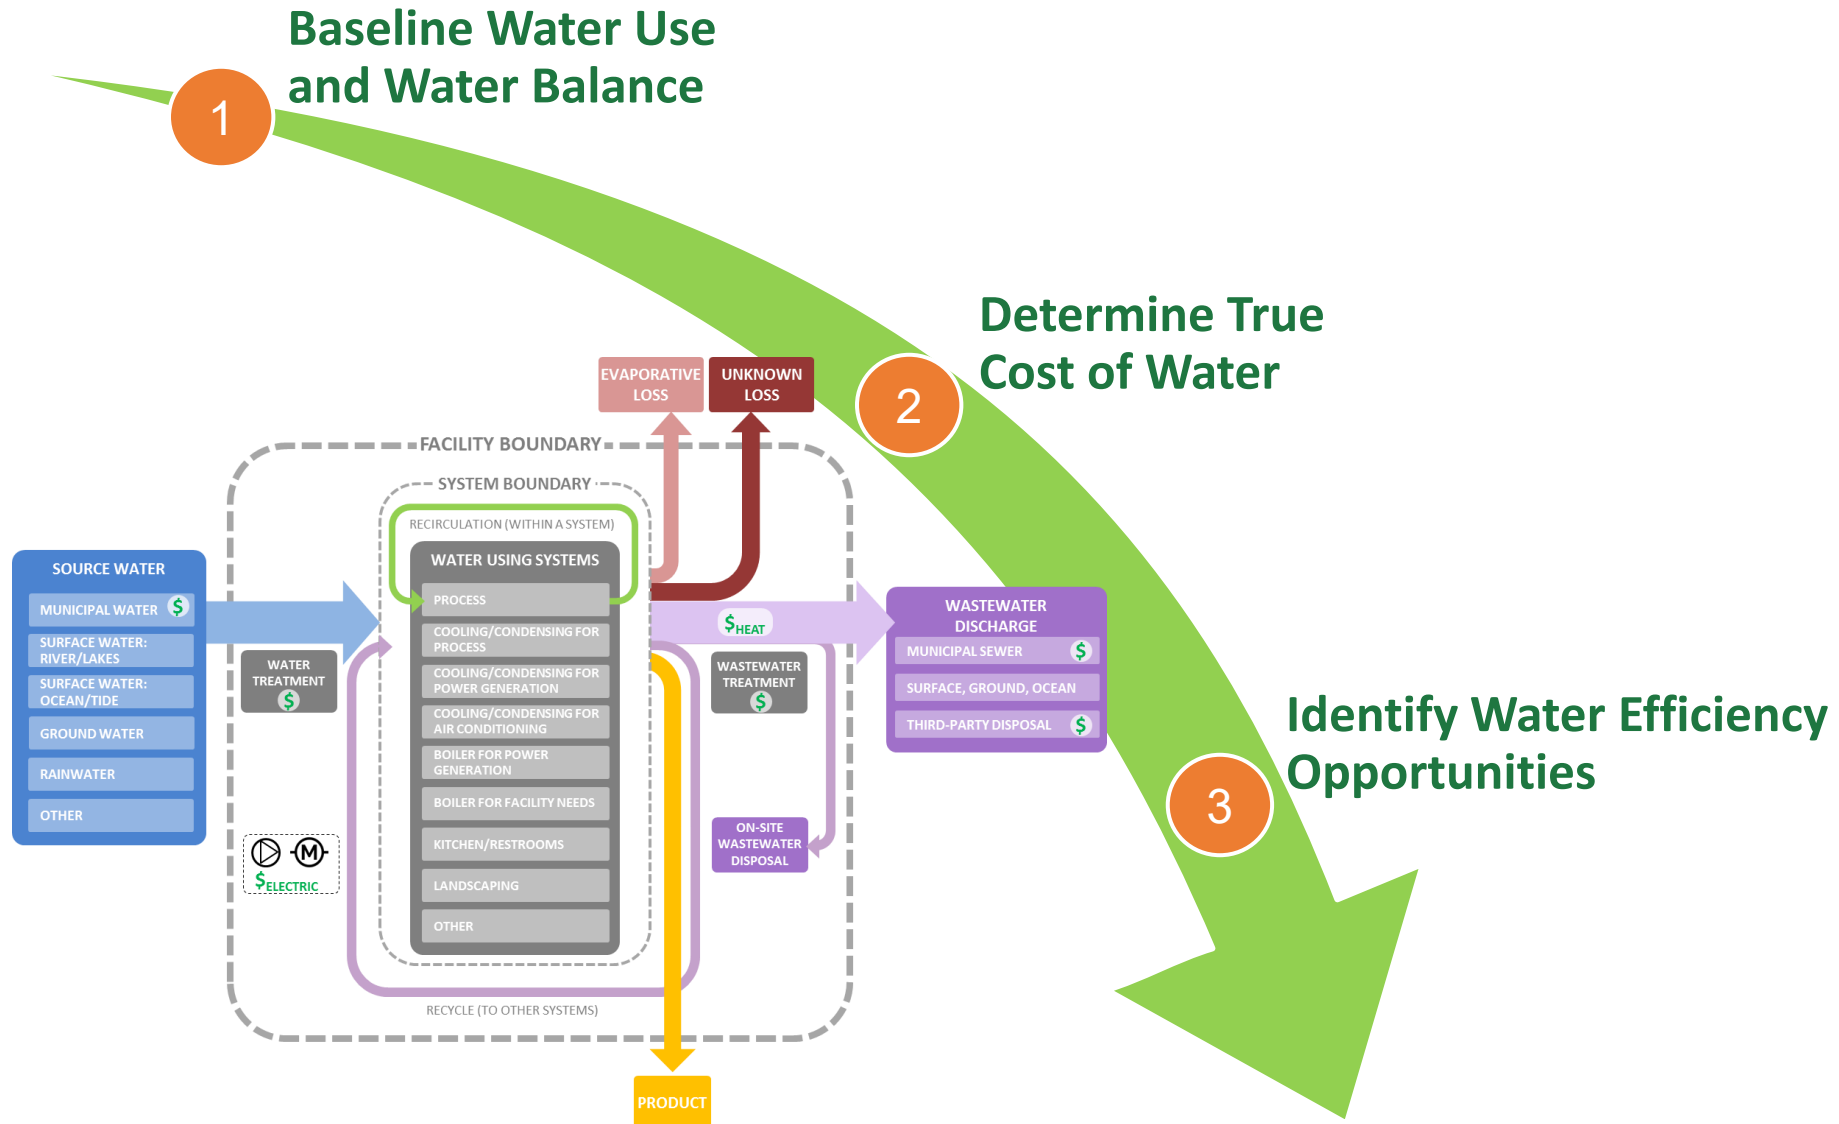 Baseline Water Use
and Water Balance
1
Determine True
Cost of Water
2
Identify Water Efficiency
Opportunities
3
EVAPORATIVE
LOSS
UNKNOWN
LOSS
FACILITY BOUNDARY
SYSTEM BOUNDARY
RECIRCULATION (WITHIN A SYSTEM)
SOURCE WATER
MUNICIPAL WATER $
SURFACE WATER:
RIVER/LAKES
SURFACE WATER:
OCEAN/TIDE
GROUND WATER
RAINWATER
OTHER
WATER
TREATMENT
$
M
$ELECTRIC
WATER USING SYSTEMS
PROCESS
COOLING/CONDENSING FOR
PROCESS
COOLING/CONDENSING FOR
POWER GENERATION
COOLING/CONDENSING FOR
AIR CONDITIONING
BOILER FOR POWER
GENERATION
BOILER FOR FACILITY NEEDS
KITCHEN/RESTROOMS
LANDSCAPING
OTHER
$HEAT
WASTEWATER
TREATMENT
$
WASTEWATER
DISCHARGE
MUNICIPAL SEWER $
SURFACE, GROUND, OCEAN
THIRD-PARTY DISPOSAL $
ON-SITE
WASTEWATER
DISPOSAL
RECYCLE (TO OTHER SYSTEMS)
PRODUCT